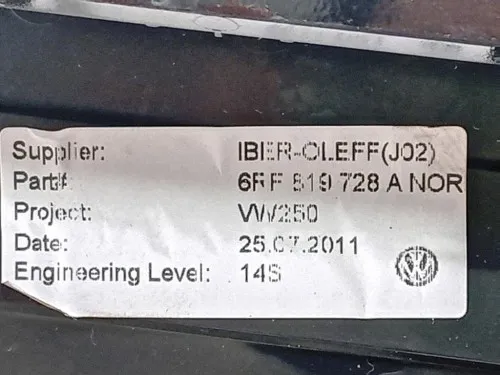 Supplier: IBER-OLEFF(J02)
Part#: 6RF 819 728 A NOR
Project: VW250
Date: 25.07.2011
Engineering Level: 14S